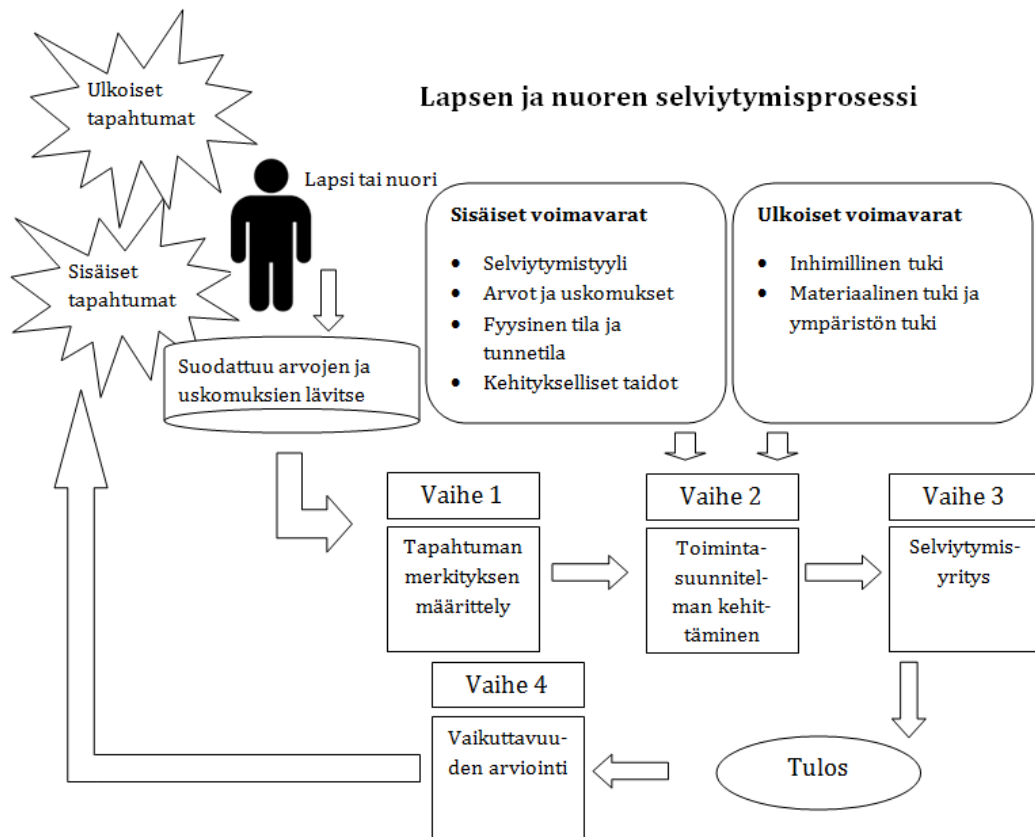 Ulkoiset
tapahtumat
Lapsen ja nuoren selviytymisprosessi
Lapsi tai nuori
Sisäiset
tapahtumat
Suodattuu arvojen ja
uskomuksien lävitse
Sisäiset voimavarat
• Selviytymistyyli
• Arvot ja uskomukset
• Fyysinen tila ja
tunnetila
• Kehitykselliset taidot
Ulkoiset voimavarat
• Inhimillinen tuki
• Materiaalinen tuki ja
ympäristön tuki
Vaihe 1
Tapahtuman
merkityksen
määrittely
Vaihe 2
Toiminta-
suunnitel-
man kehit-
täminen
Vaihe 3
Selviytymis-
yritys
Tulos
Vaihe 4
Vaikuttavuu-
den arviointi